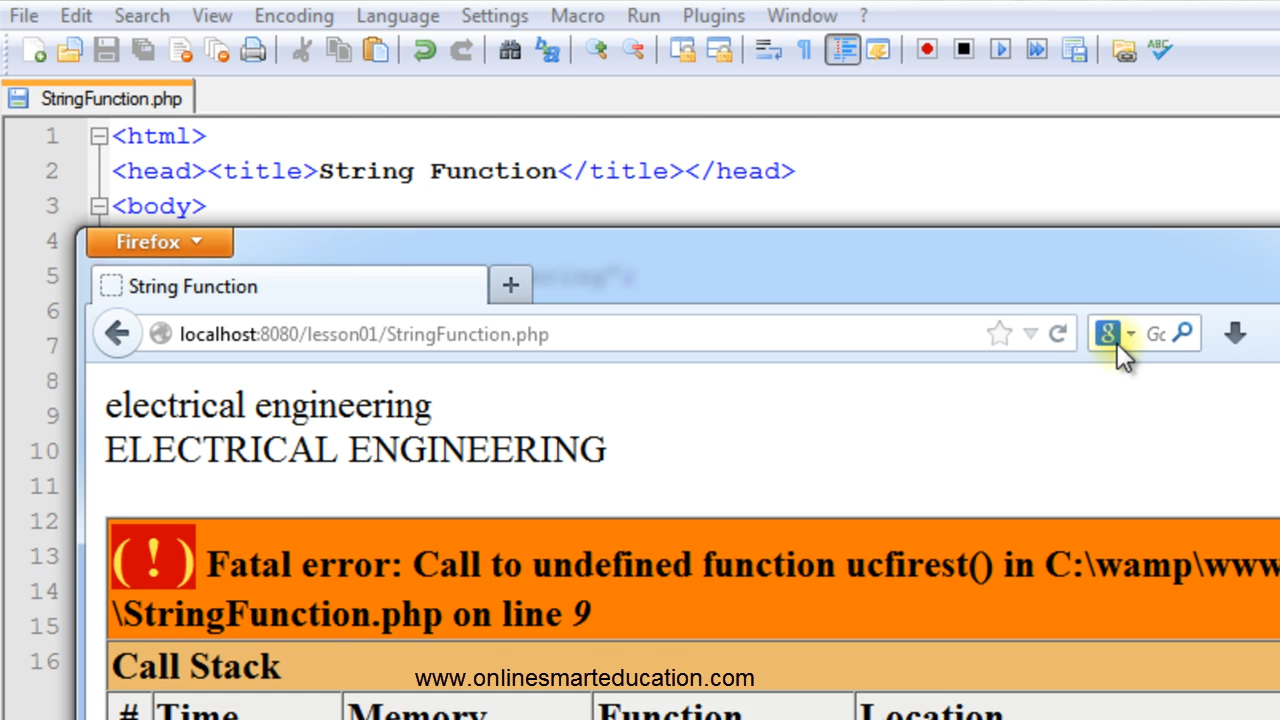 File Edit Search View Encoding Language Settings Macro Run Plugins Window ?
StringFunction.php
1 <html>
2 <head><title>String Function</title></head>
3 <body>
4 Firefox
5
String Function
6
localhost:8080/lesson01/StringFunction.php
7
8
electrical engineering
9
10 ELECTRICAL ENGINEERING
11
12
13 ( ! ) Fatal error: Call to undefined function ucfirest() in C:\wamp\www
14
15 \StringFunction.php on line 9
16 Call Stack
www.onlinesmarteducation.com
# Time Memory Function Location